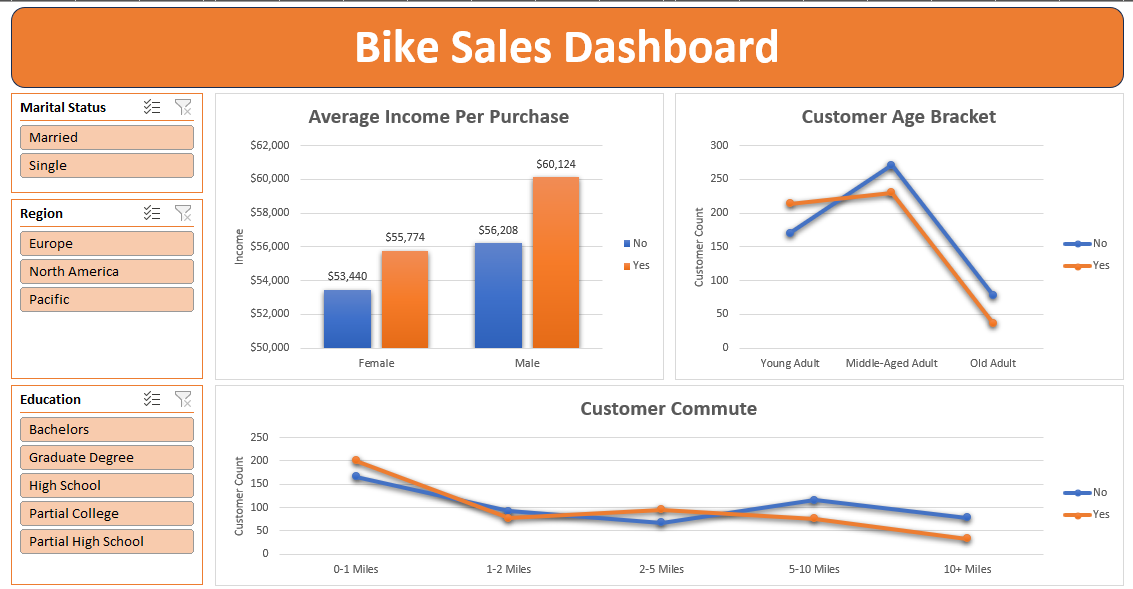 Bike Sales Dashboard
Marital Status
Married
Single
Region
Europe
North America
Pacific
Education
Bachelors
Graduate Degree
High School
Partial College
Partial High School
Average Income Per Purchase
$62,000
$60,000
$58,000
$56,000
$54,000
$52,000
$50,000
Income
$53,440
$55,774
$56,208
$60,124
Female
Male
No
Yes
Customer Age Bracket
300
250
200
150
100
50
0
Customer Count
Young Adult
Middle-Aged Adult
Old Adult
No
Yes
Customer Commute
250
200
150
100
50
0
Customer Count
0-1 Miles
1-2 Miles
2-5 Miles
5-10 Miles
10+ Miles
No
Yes